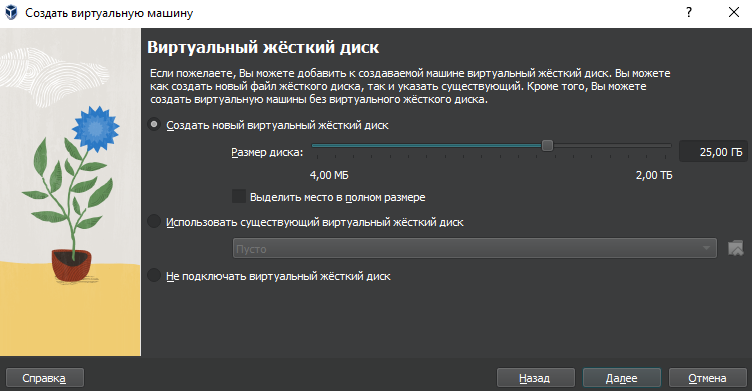 Создать виртуальную машину
? ×
Виртуальный жёсткий диск
Если пожелаете, Вы можете добавить к создаваемой машине виртуальный жёсткий диск. Вы можете
как создать новый файл жёсткого диска, так и указать существующий. Кроме того, Вы можете
создать виртуальную машины без виртуального жёсткого диска.
Создать новый виртуальный жёсткий диск
Размер диска: 25,00 ГБ
4,00 МБ 2,00 ТБ
Выделить место в полном размере
Использовать существующий виртуальный жёсткий диск
Пусто
Не подключать виртуальный жёсткий диск
Справка Назад Далее Отмена